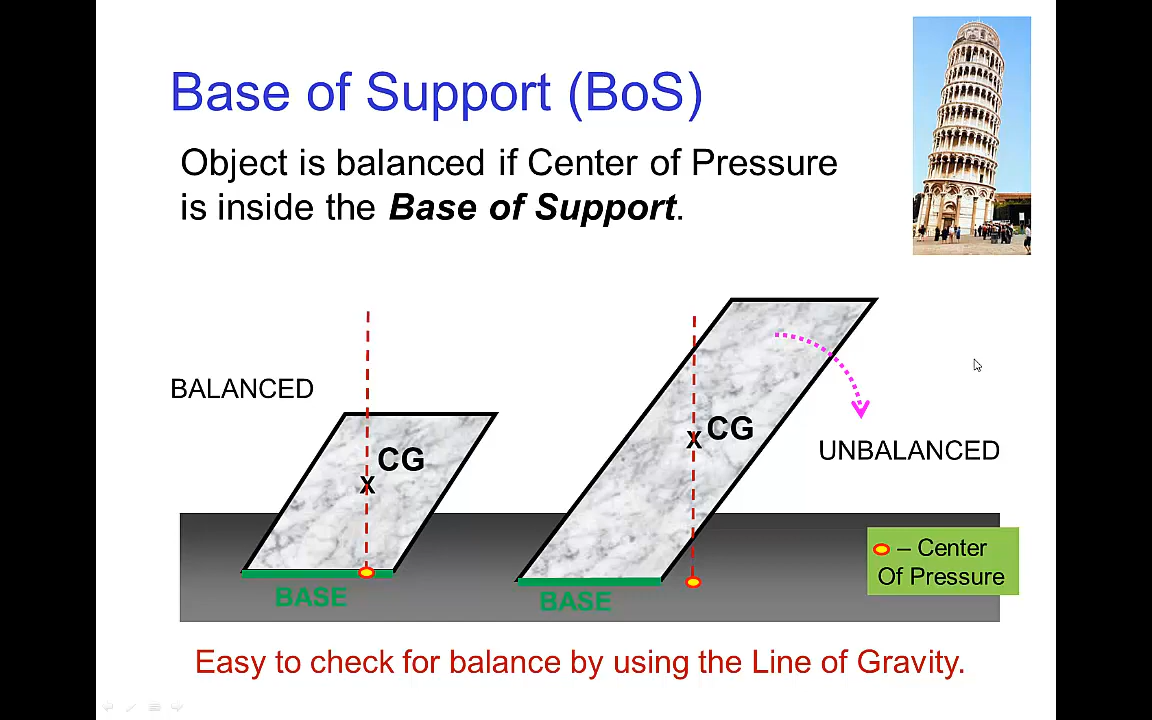 Base of Support (BoS)
Object is balanced if Center of Pressure
is inside the Base of Support.
BALANCED
CG
x
BASE
x CG
UNBALANCED
BASE
– Center
Of Pressure
Easy to check for balance by using the Line of Gravity.